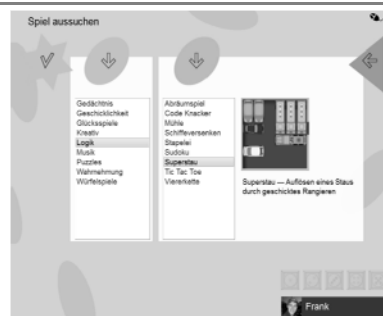 Spiel aussuchen
Gedächtnis
Geschicklichkeit
Glücksspiele
Kreativ
Logik
Musik
Puzzles
Wahrnehmung
Würfelspiele
Abräumspiel
Code Knacker
Mühle
Schiffeversenken
Stapelei
Sudoku
Superstau
Tic Tac Toe
Viererkette
Superstau — Auflösen eines Staus
durch geschicktes Rangieren
Frank